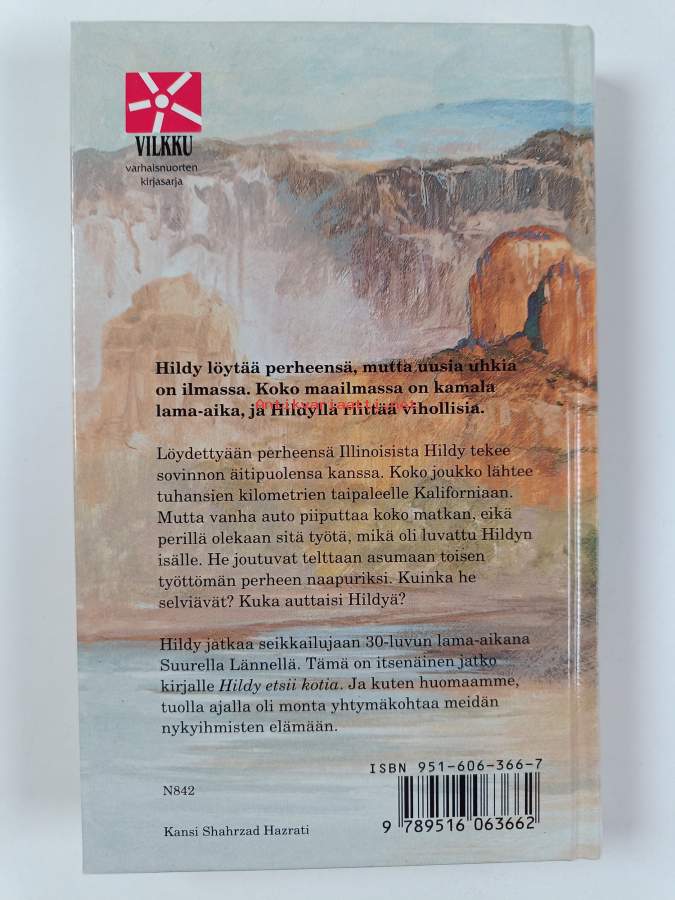 VILKKU
varhaisnuorten
kirjasarja
Hildy löytää perheensä, mutta uusia uhkia
on ilmassa. Koko maailmassa on kamala
lama-aika, ja Hildyllä riittää vihollisia.
Antikvariaatti.net
Löydettyään perheensä Illinoisista Hildy tekee
sovinnon äitipuolensa kanssa. Koko joukko lähtee
tuhansien kilometrien taipaleelle Kaliforniaan.
Mutta vanha auto piiputtaa koko matkan, eikä
perillä olekaan sitä työtä, mikä oli luvattu Hildyn
isälle. He joutuvat telttaan asumaan toisen
työttömän perheen naapuriksi. Kuinka he
selviävät? Kuka auttaisi Hildyä?
Hildy jatkaa seikkailujaan 30-luvun lama-aikana
Suurella Lännellä. Tämä on itsenäinen jatko
kirjalle Hildy etsii kotia. Ja kuten huomaamme,
tuolla ajalla oli monta yhtymäkohtaa meidän
nykyihmisten elämään.
ISBN 951-606-366-7
N842
9 789516 063662
Kansi Shahrzad Hazrati